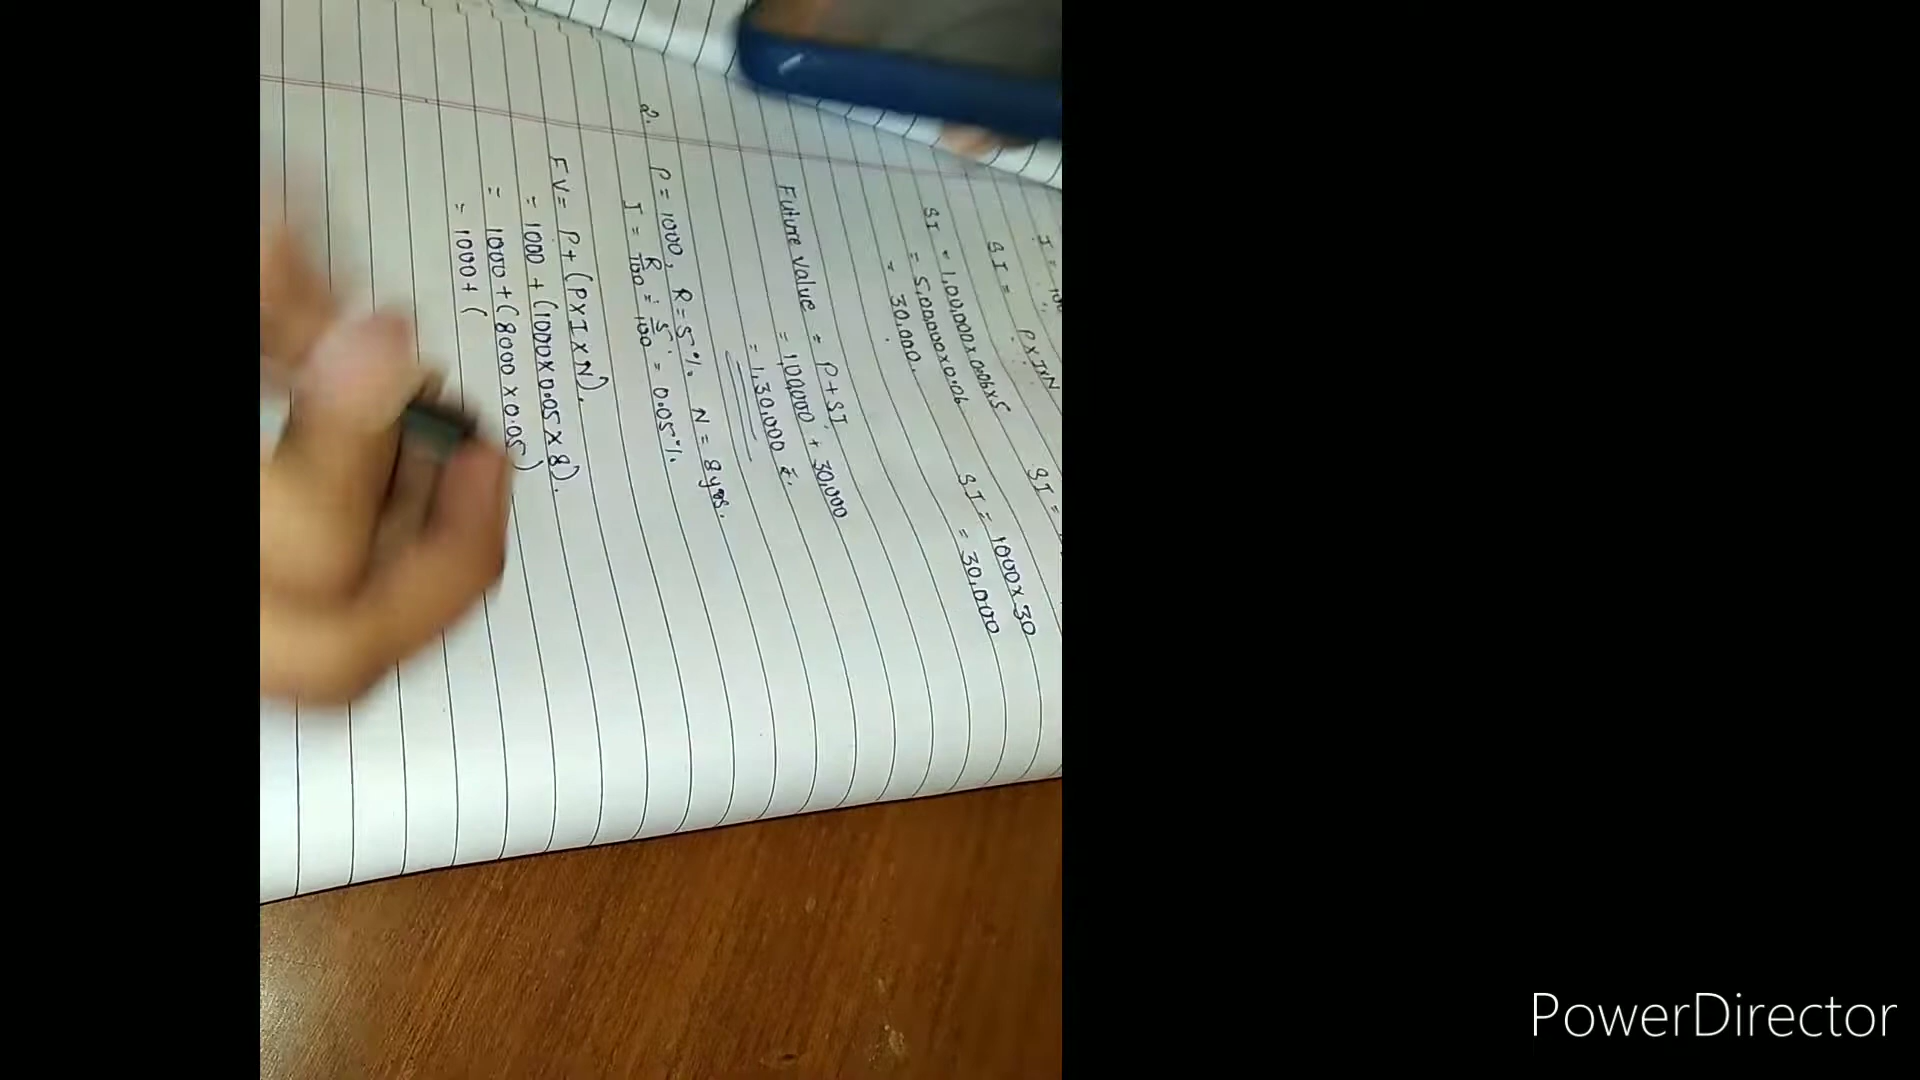 SI = P×I×N
SI = 1,00,000×0.06×5
= 5,00,000×0.06
= 30,000.
SI = 1000×30
= 30,000
Future value = P+SI
= 1,00,000 + 30,000
= 1,30,000 ₹.
2. P = 1000, R = 5%. N = 8 yrs.
I = R/100 = 5/100 = 0.05%.
FV = P+(P×I×N).
= 1000 + (1000×0.05×8).
= 1000+(8000×0.05)
= 1000+(
PowerDirector